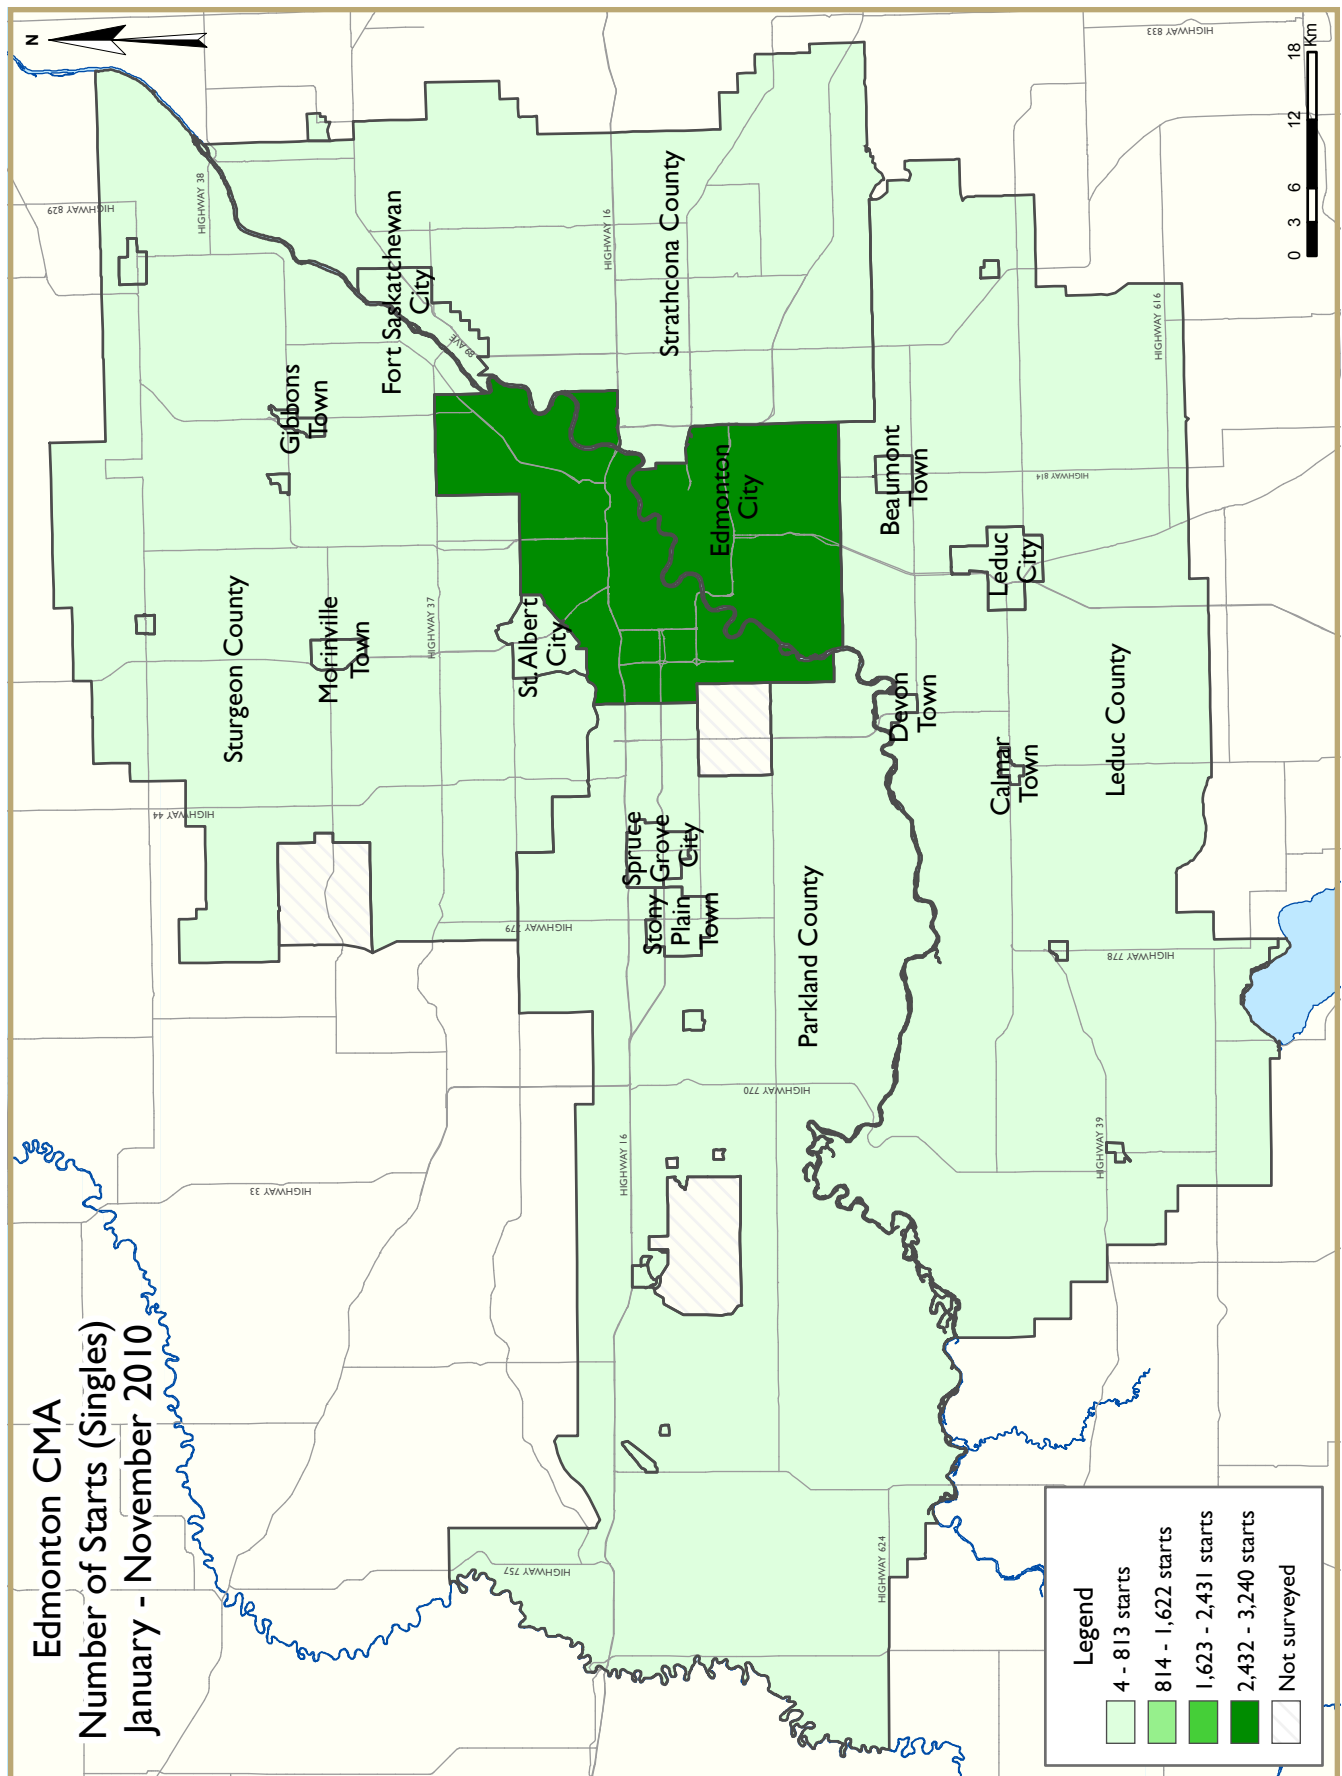 Edmonton CMA
Number of Starts (Singles)
January - November 2010
N
HIGHWAY 829
HIGHWAY 38
HIGHWAY 833
Gibbons
Town
Fort Saskatchewan
City
89 AVE
Sturgeon County
Morinville
Town
HIGHWAY 37
HIGHWAY 44
HIGHWAY 779
St. Albert
City
HIGHWAY 16
Strathcona County
Edmonton
City
HIGHWAY 33
HIGHWAY 757
HIGHWAY 16
Spruce
Grove
City
Stony
Plain
Town
Parkland County
HIGHWAY 770
HIGHWAY 624
Devon
Town
Beaumont
Town
HIGHWAY 814
Leduc
City
Calmar
Town
Leduc County
HIGHWAY 616
HIGHWAY 778
HIGHWAY 39
Legend
4 - 813 starts
814 - 1,622 starts
1,623 - 2,431 starts
2,432 - 3,240 starts
Not surveyed
0 3 6 12 18
Km